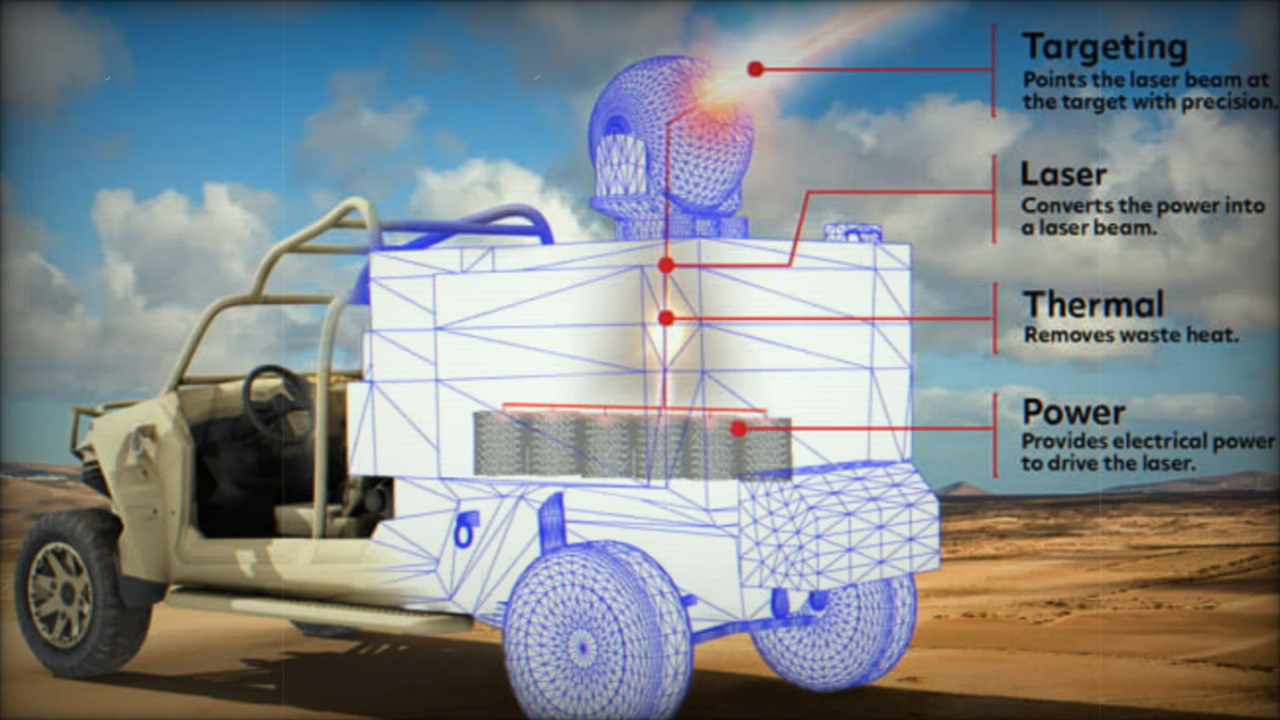 Targeting
Points the laser beam at
the target with precision.
Laser
Converts the power into
a laser beam.
Thermal
Removes waste heat.
Power
Provides electrical power
to drive the laser.